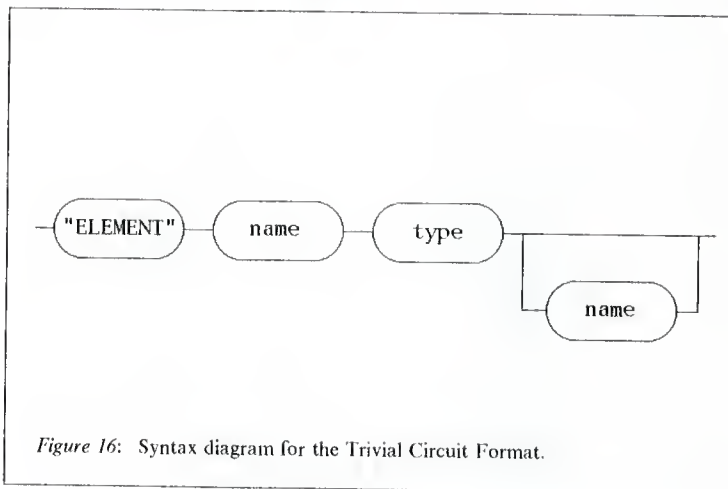 "ELEMENT" name type
name
Figure 16: Syntax diagram for the Trivial Circuit Format.